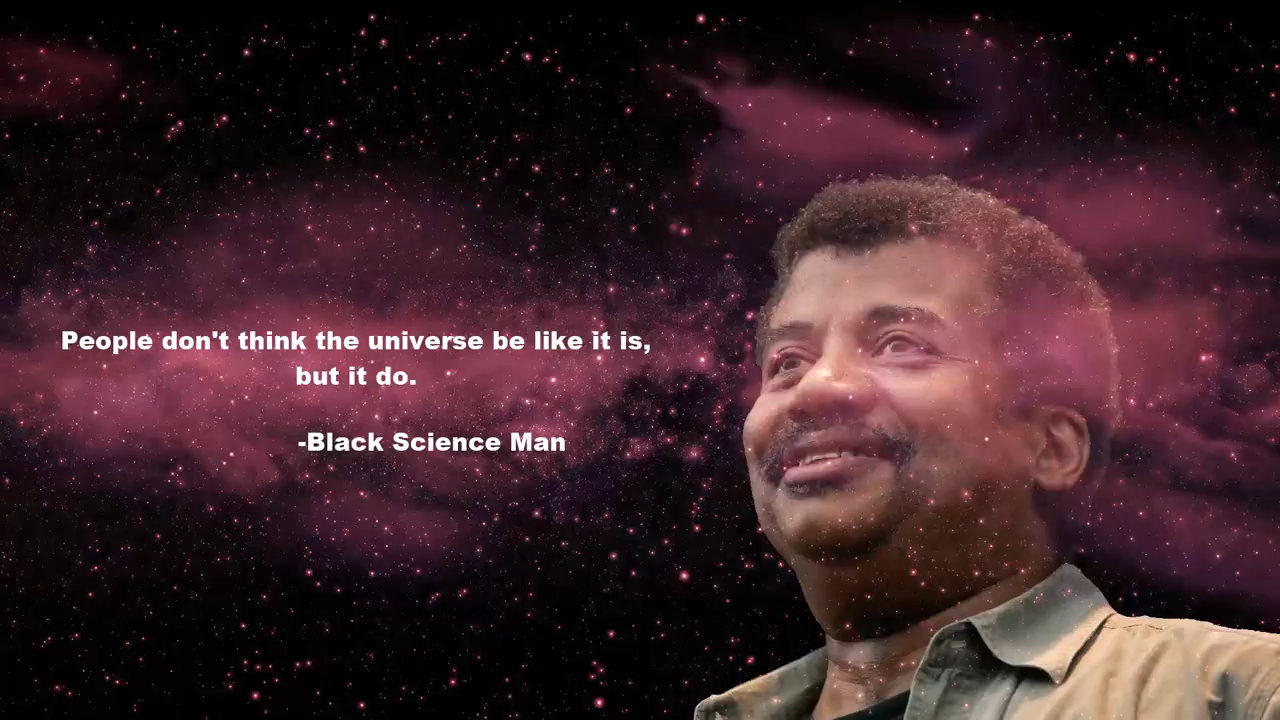 People don't think the universe be like it is,
but it do.
-Black Science Man